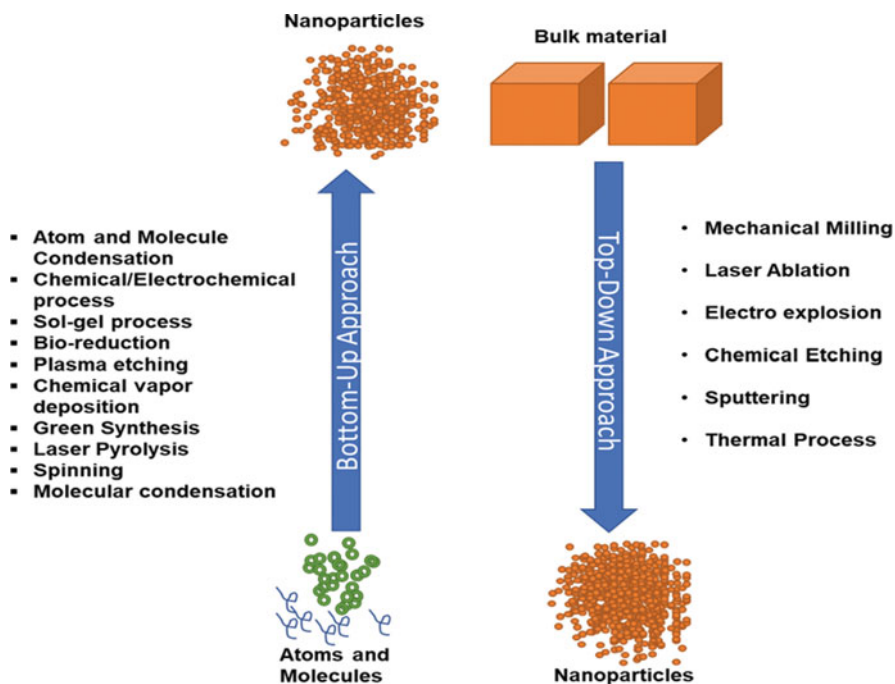 Nanoparticles
Bulk material
▪ Atom and Molecule
Condensation
▪ Chemical/Electrochemical
process
▪ Sol-gel process
▪ Bio-reduction
▪ Plasma etching
▪ Chemical vapor
deposition
▪ Green Synthesis
▪ Laser Pyrolysis
▪ Spinning
▪ Molecular condensation
Bottom-Up Approach
Atoms and
Molecules
Top-Down Approach
• Mechanical Milling
• Laser Ablation
• Electro explosion
• Chemical Etching
• Sputtering
• Thermal Process
Nanoparticles